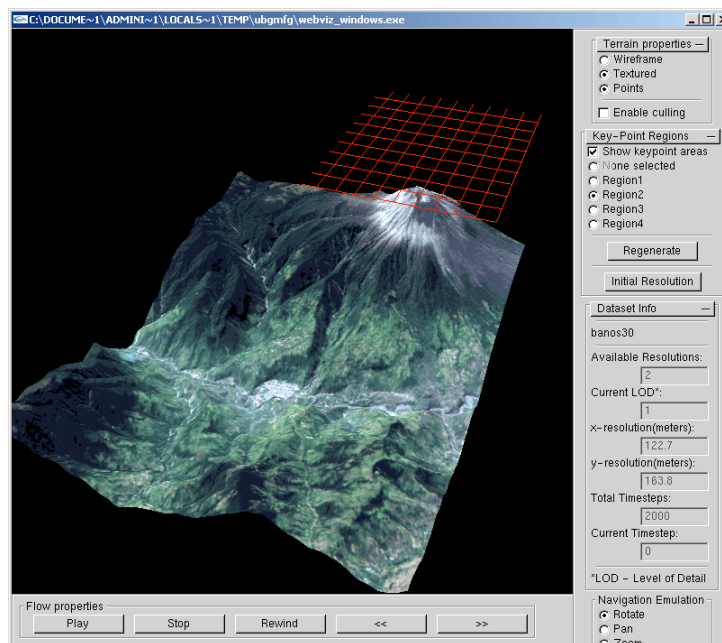 C:\DOCUME~1\ADMINI~1\LOCALS~1\TEMP\ubgmfg\webviz_windows.exe
Terrain properties
Wireframe
Textured
Points
Enable culling
Key-Point Regions
Show keypoint areas
None selected
Region1
Region2
Region3
Region4
Regenerate
Initial Resolution
Dataset Info
banos30
Available Resolutions:
2
Current LOD*:
1
x-resolution(meters):
122.7
y-resolution(meters):
163.8
Total Timesteps:
2000
Current Timestep:
0
*LOD - Level of Detail
Navigation Emulation
Rotate
Pan
Zoom
Flow properties
Play
Stop
Rewind
<<
>>